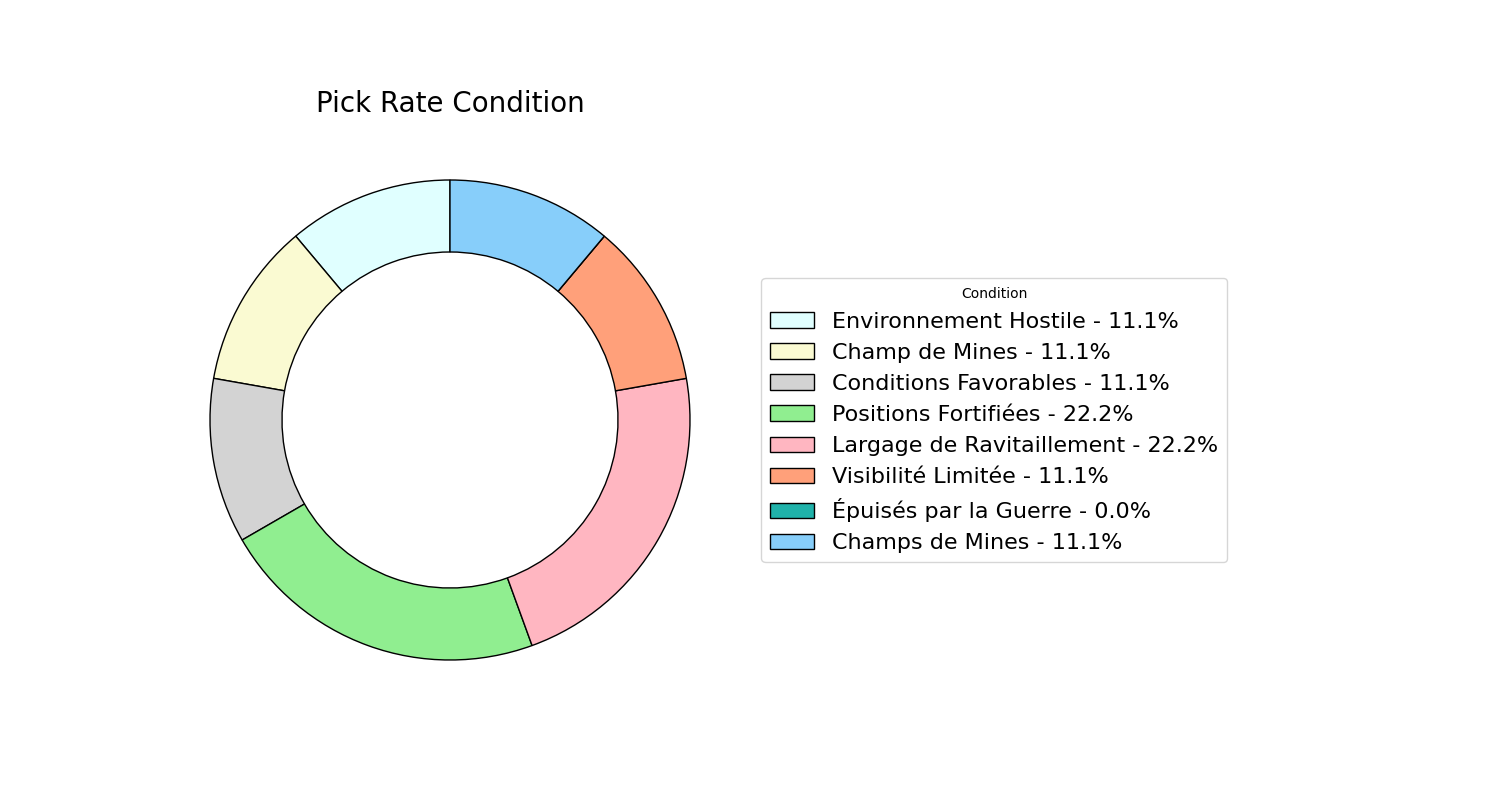 Pick Rate Condition
Condition
Environnement Hostile - 11.1%
Champ de Mines - 11.1%
Conditions Favorables - 11.1%
Positions Fortifiées - 22.2%
Largage de Ravitaillement - 22.2%
Visibilité Limitée - 11.1%
Épuisés par la Guerre - 0.0%
Champs de Mines - 11.1%